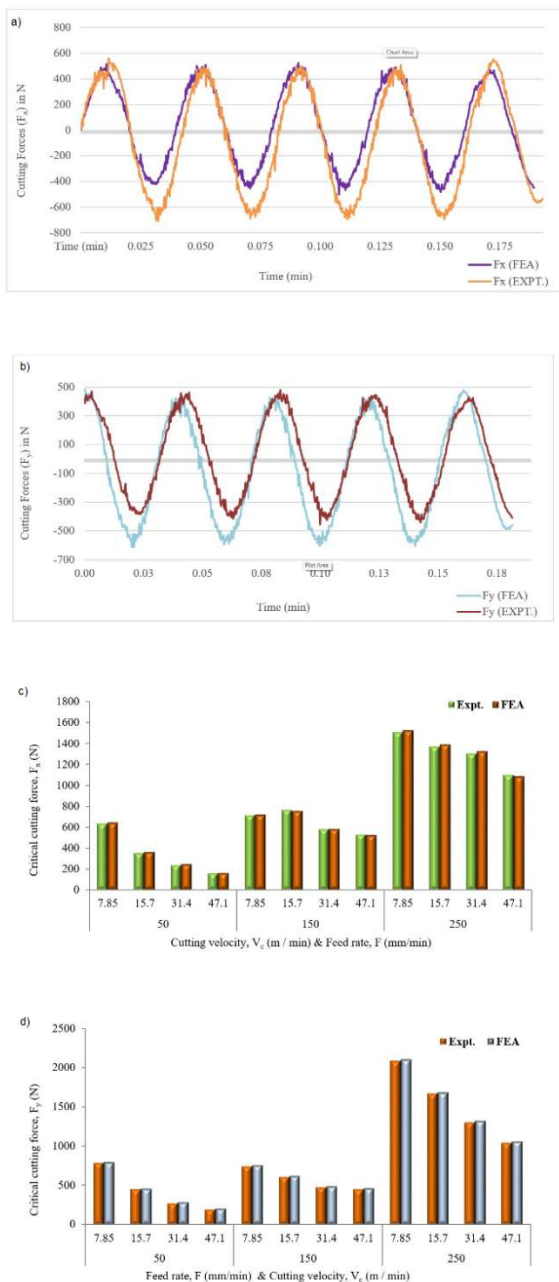 a)
800
600
400
200
0
-200
-400
-600
-800
Cutting Forces (Fx) in N
Chart Area
Time (min) 0.025 0.050 0.075 0.100 0.125 0.150 0.175
Time (min)
Fx (FEA)
Fx (EXPT.)
b)
500
300
100
-100
-300
-500
-700
Cutting Forces (Fy) in N
Plot Area
0.00 0.03 0.05 0.08 0.10 0.13 0.15 0.18
Time (min)
Fy (FEA)
Fy (EXPT.)
c)
1800
1600
1400
1200
1000
800
600
400
200
0
Critical cutting force, Fx (N)
Expt. FEA
7.85 15.7 31.4 47.1 7.85 15.7 31.4 47.1 7.85 15.7 31.4 47.1
50 150 250
Cutting velocity, Vc (m / min) & Feed rate, F (mm/min)
d)
2500
2000
1500
1000
500
0
Critical cutting force, Fy (N)
Expt. FEA
7.85 15.7 31.4 47.1 7.85 15.7 31.4 47.1 7.85 15.7 31.4 47.1
50 150 250
Feed rate, F (mm/min) & Cutting velocity, Vc (m / min)